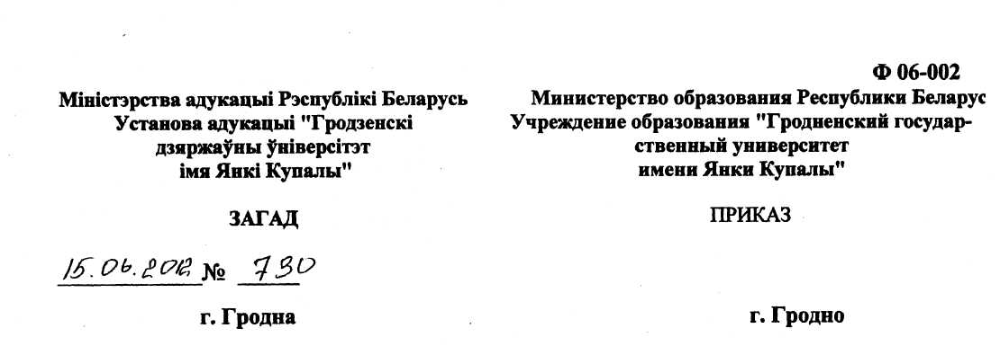 Ф 06-002
Міністэрства адукацыі Рэспублікі Беларусь
Установа адукацыі "Гродзенскі
дзяржаўны ўніверсітэт
імя Янкі Купалы"
ЗАГАД
15.06.2012 № 730
г. Гродна
Министерство образования Республики Беларус
Учреждение образования "Гродненский государ-
ственный университет
имени Янки Купалы"
ПРИКАЗ
г. Гродно